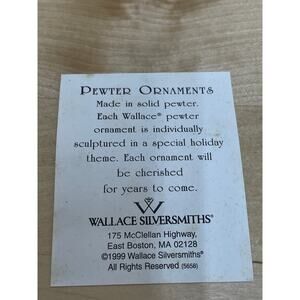 PEWTER ORNAMENTS
Made in solid pewter.
Each Wallace® pewter
ornament is individually
sculptured in a special holiday
theme. Each ornament will
be cherished
for years to come.
WALLACE SILVERSMITHS®
175 McClellan Highway,
East Boston, MA 02128
©1999 Wallace Silversmiths®
All Rights Reserved (5658)